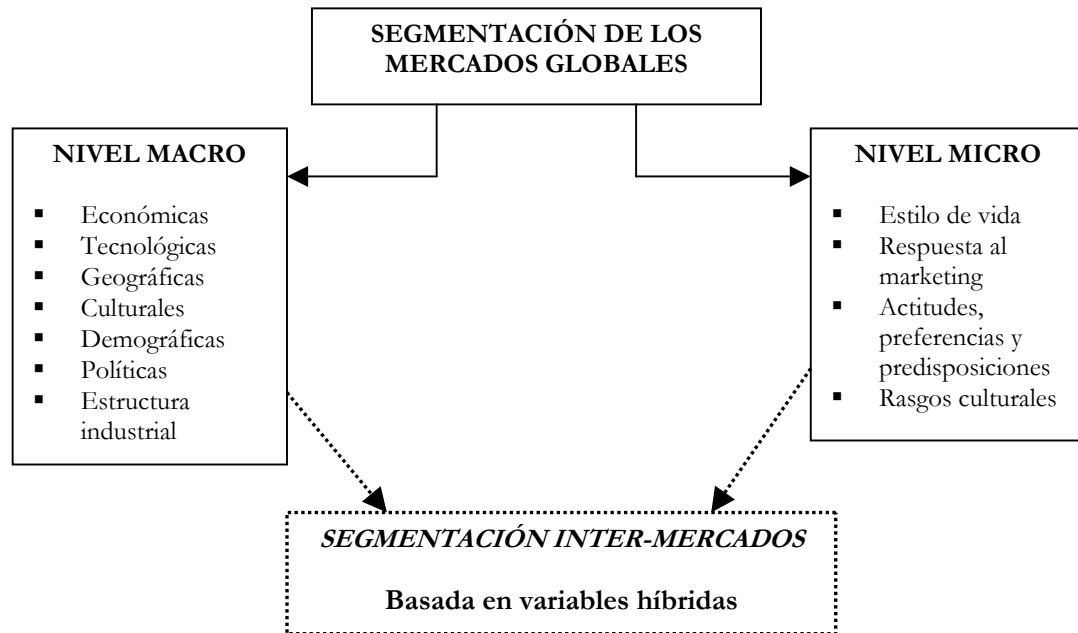 SEGMENTACIÓN DE LOS
MERCADOS GLOBALES
NIVEL MACRO
▪ Económicas
▪ Tecnológicas
▪ Geográficas
▪ Culturales
▪ Demográficas
▪ Políticas
▪ Estructura
industrial
NIVEL MICRO
▪ Estilo de vida
▪ Respuesta al
marketing
▪ Actitudes,
preferencias y
predisposiciones
▪ Rasgos culturales
SEGMENTACIÓN INTER-MERCADOS
Basada en variables híbridas